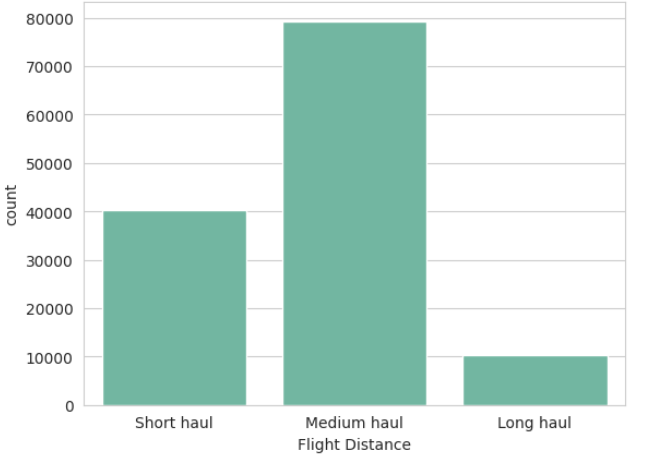 80000
70000
60000
50000
40000
30000
20000
10000
0
count
Short haul
Medium haul
Long haul
Flight Distance